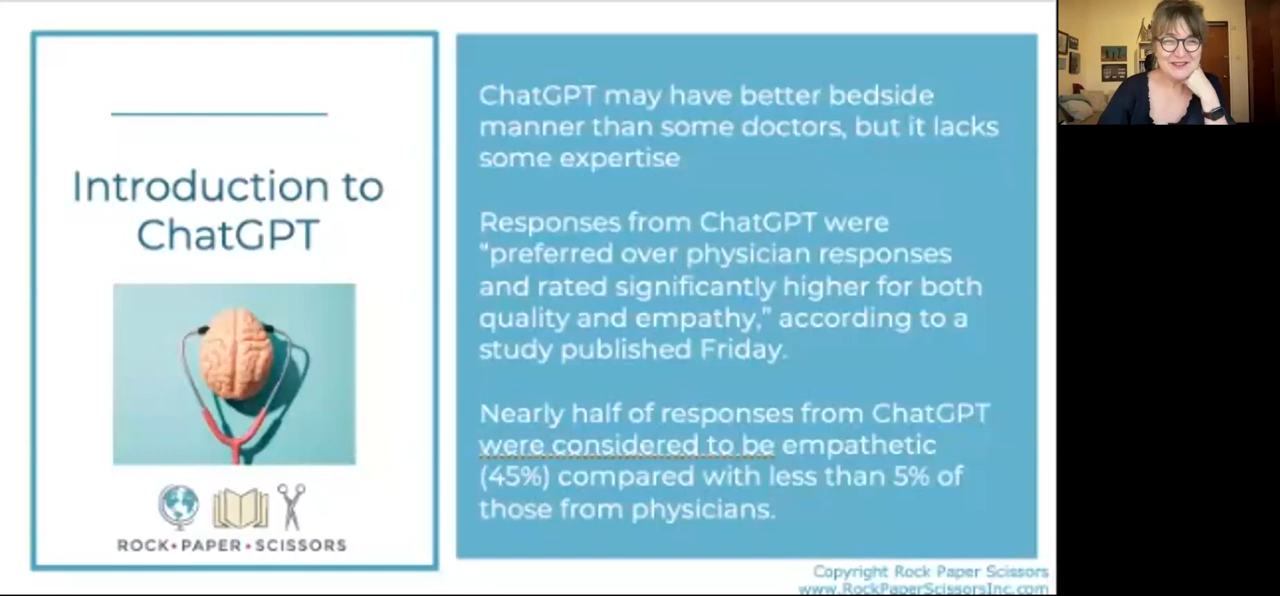 Introduction to
ChatGPT
ROCK•PAPER•SCISSORS
ChatGPT may have better bedside
manner than some doctors, but it lacks
some expertise
Responses from ChatGPT were
“preferred over physician responses
and rated significantly higher for both
quality and empathy,” according to a
study published Friday.
Nearly half of responses from ChatGPT
were considered to be empathetic
(45%) compared with less than 5% of
those from physicians.
Copyright Rock Paper Scissors
www.RockPaperScissorsInc.com